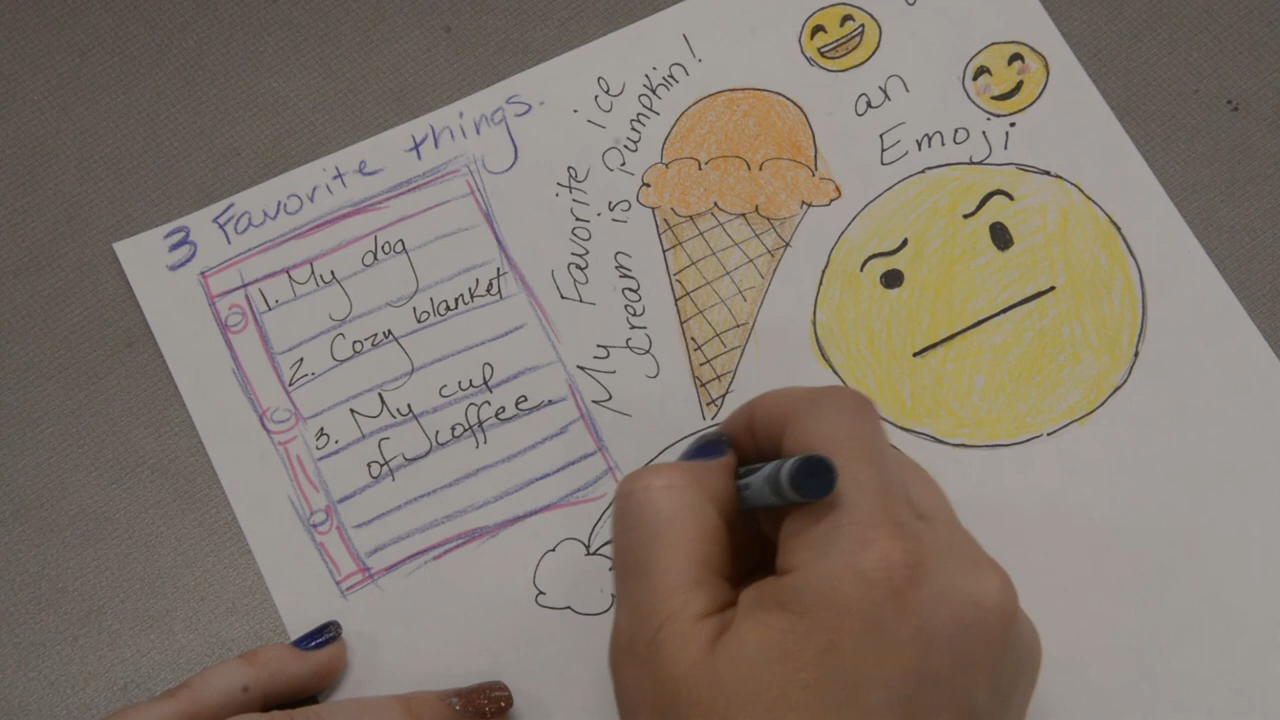 3 Favorite things.
1. My dog
2. Cozy blanket
3. My cup
of coffee.
My Favorite ice
cream is Pumpkin!
an
Emoji